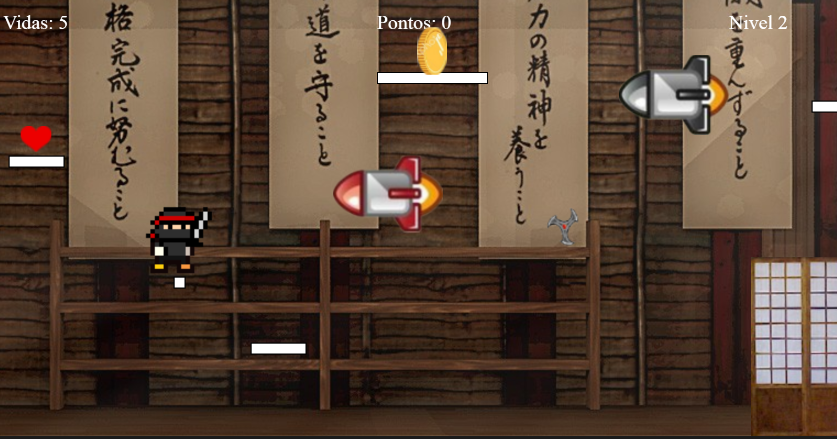 Vidas: 5
Pontos: 0
Nivel 2
格完成に努むること
道を守ること
力の精神を
養うこと
を重んずること